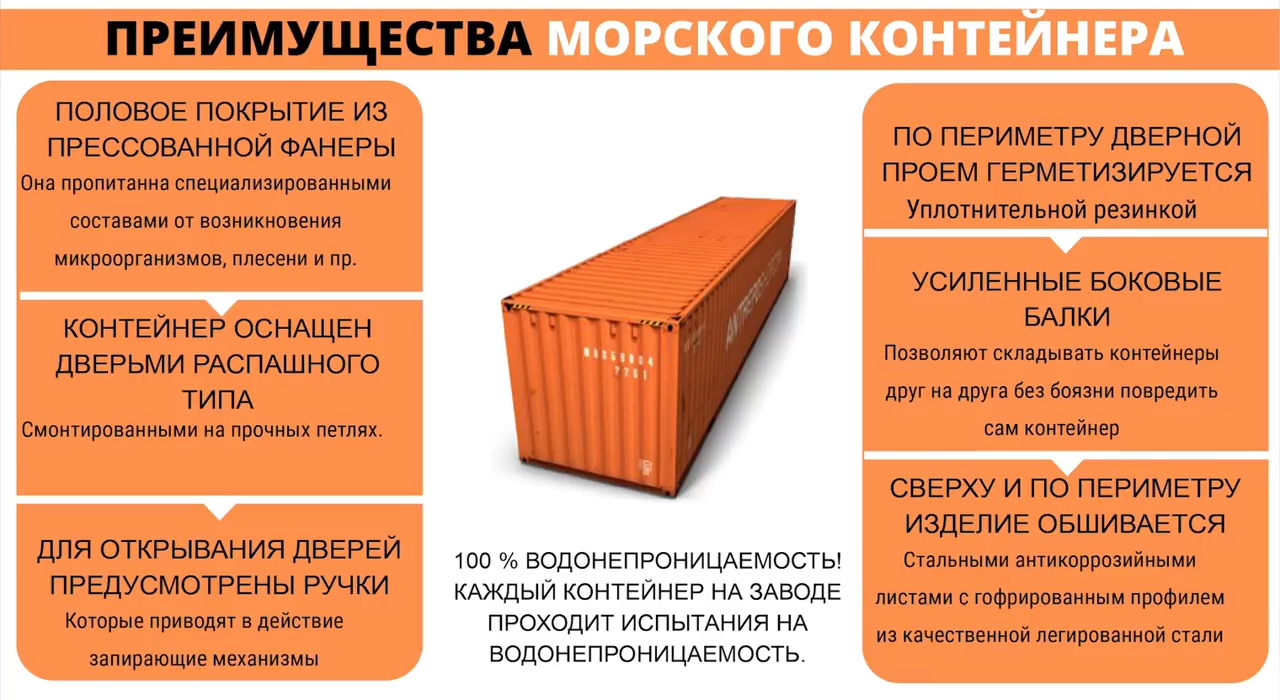 ПРЕИМУЩЕСТВА МОРСКОГО КОНТЕЙНЕРА
ПОЛОВОЕ ПОКРЫТИЕ ИЗ
ПРЕССОВАННОЙ ФАНЕРЫ
Она пропитанна специализированными
составами от возникновения
микроорганизмов, плесени и пр.
КОНТЕЙНЕР ОСНАЩЕН
ДВЕРЬМИ РАСПАШНОГО
ТИПА
Смонтированными на прочных петлях.
ДЛЯ ОТКРЫВАНИЯ ДВЕРЕЙ
ПРЕДУСМОТРЕНЫ РУЧКИ
Которые приводят в действие
запирающие механизмы
100 % ВОДОНЕПРОНИЦАЕМОСТЬ!
КАЖДЫЙ КОНТЕЙНЕР НА ЗАВОДЕ
ПРОХОДИТ ИСПЫТАНИЯ НА
ВОДОНЕПРОНИЦАЕМОСТЬ.
ПО ПЕРИМЕТРУ ДВЕРНОЙ
ПРОЕМ ГЕРМЕТИЗИРУЕТСЯ
Уплотнительной резинкой
УСИЛЕННЫЕ БОКОВЫЕ
БАЛКИ
Позволяют складывать контейнеры
друг на друга без боязни повредить
сам контейнер
СВЕРХУ И ПО ПЕРИМЕТРУ
ИЗДЕЛИЕ ОБШИВАЕТСЯ
Стальными антикоррозийными
листами с гофрированным профилем
из качественной легированной стали